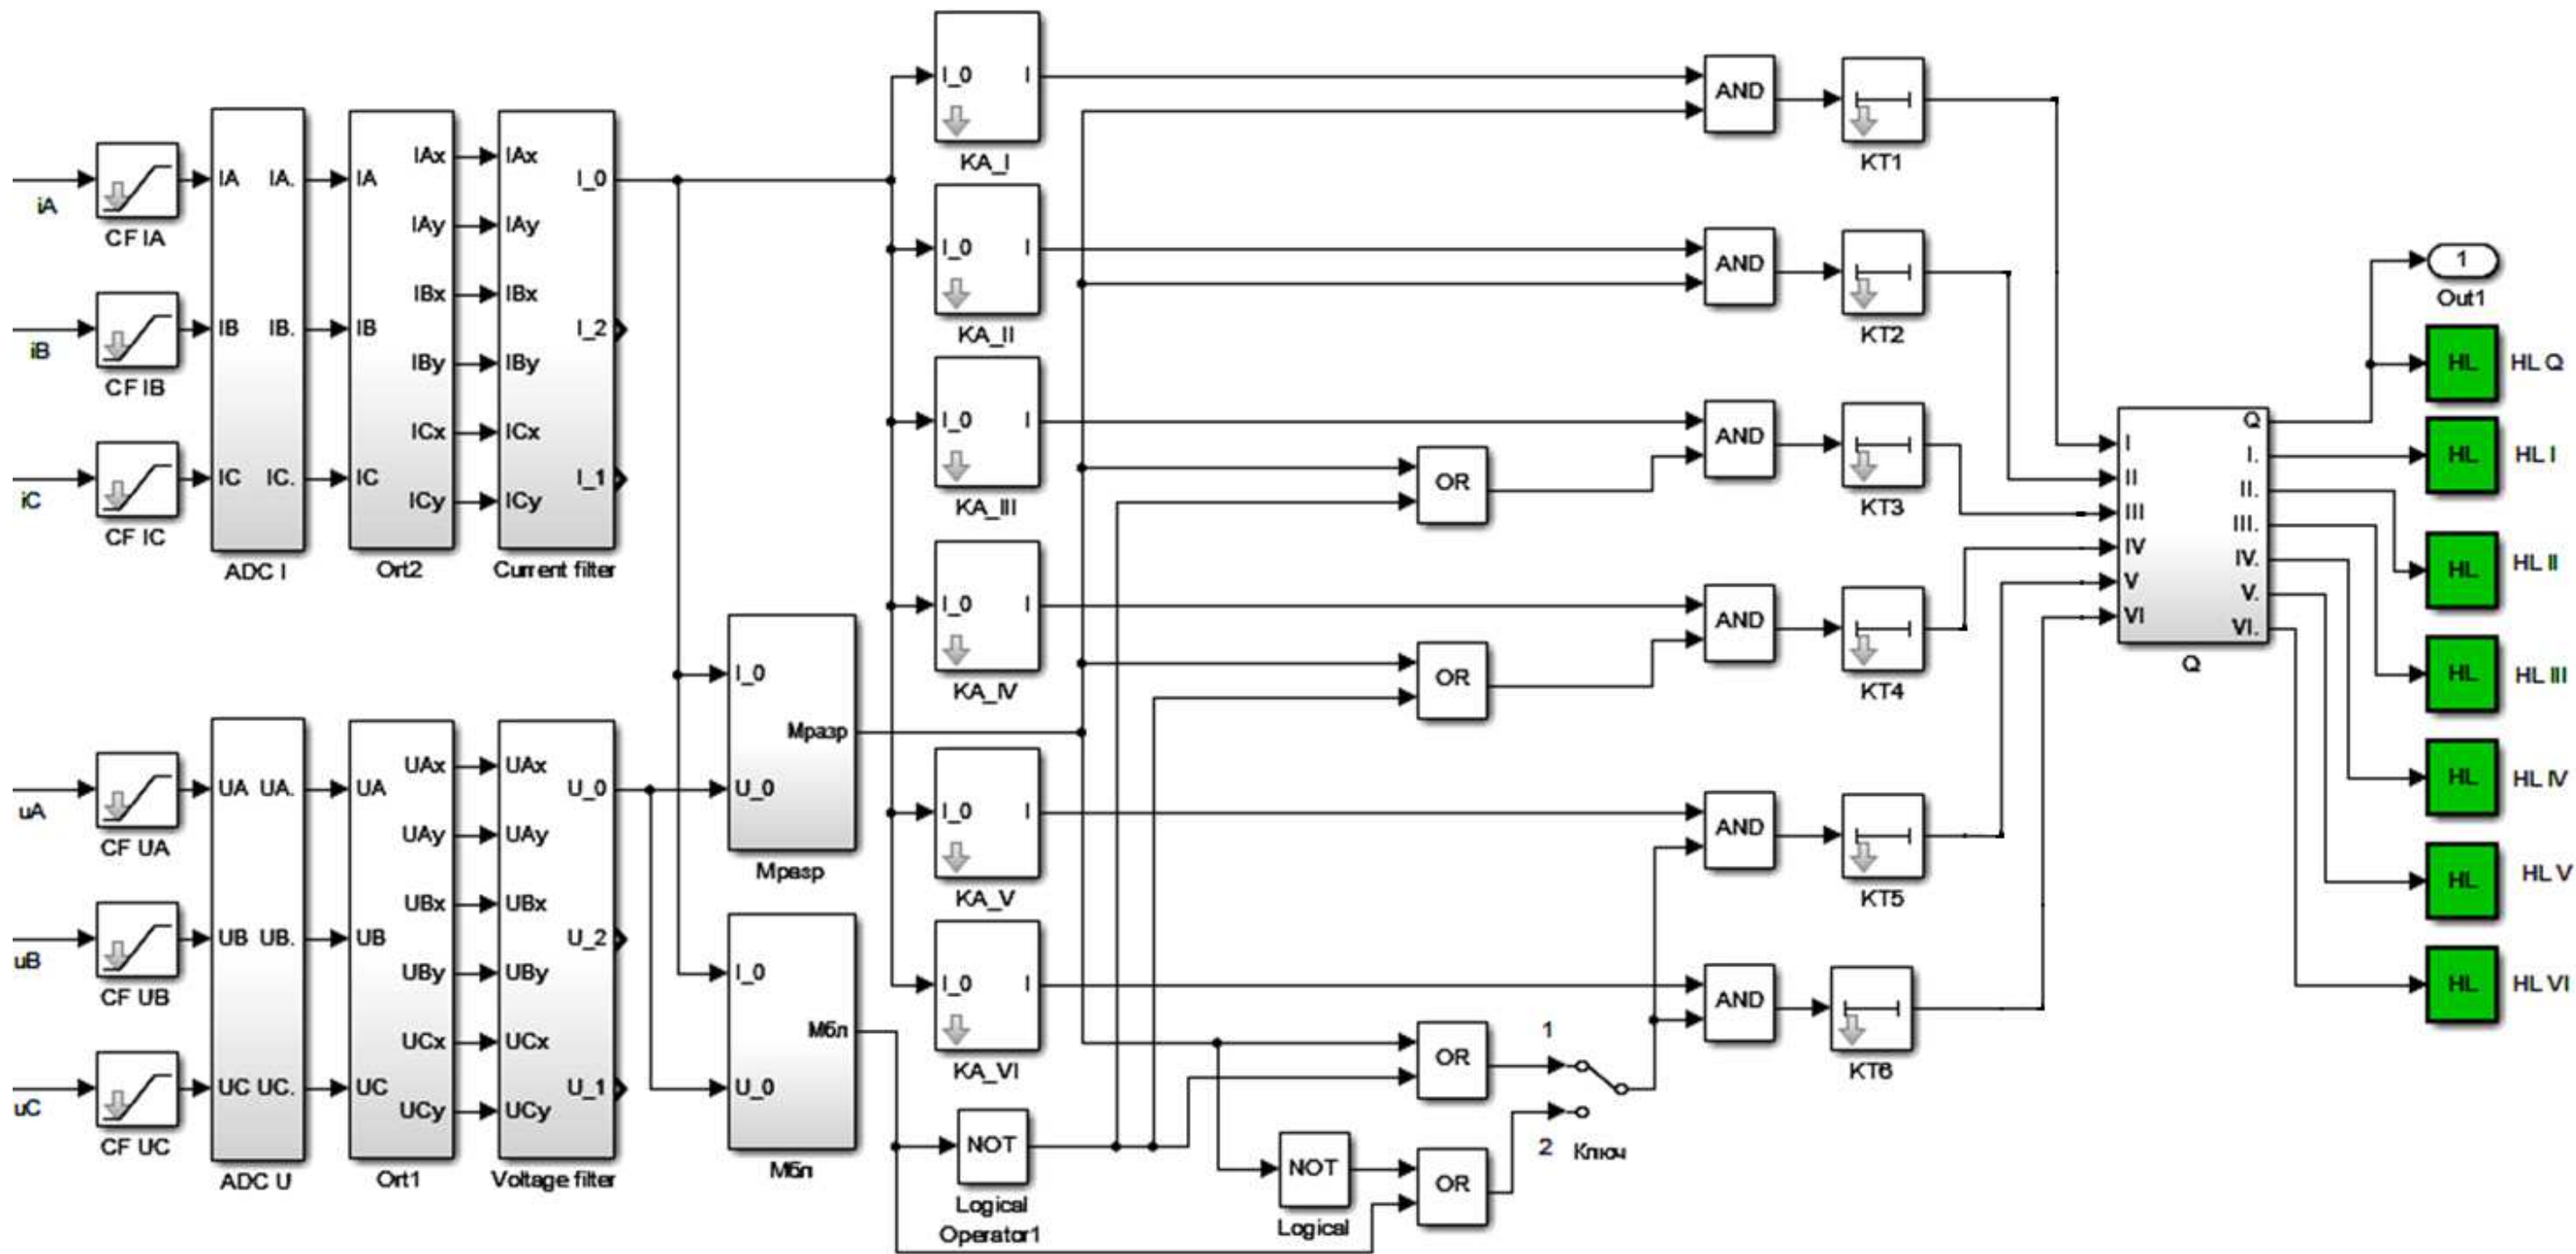 iA
CF IA
iB
CF IB
iC
CF IC
IA IA.
IB IB.
IC IC.
ADC I
IA
IB
IC
IAx
IAy
IBx
IBy
ICx
ICy
Ort2
IAx
IAy
IBx
IBy
ICx
ICy
I_0
I_2
I_1
Current filter
uA
CF UA
uB
CF UB
uC
CF UC
UA UA.
UB UB.
UC UC.
ADC U
UA
UB
UC
UAx
UAy
UBx
UBy
UCx
UCy
Ort1
UAx
UAy
UBx
UBy
UCx
UCy
U_0
U_2
U_1
Voltage filter
I_0
U_0
Мразр
Мразр
I_0
U_0
Мбл
Мбл
I_0 I
KA_I
I_0 I
KA_II
I_0 I
KA_III
I_0 I
KA_IV
I_0 I
KA_V
I_0 I
KA_VI
NOT
Logical
Operator1
NOT
Logical
OR
OR
OR
OR
1
2
Ключ
AND
AND
AND
AND
AND
AND
KT1
KT2
KT3
KT4
KT5
KT6
I
II
III
IV
V
VI
Q
I.
II.
III.
IV.
V.
VI.
Q
1
Out1
HL HL Q
HL HL I
HL HL II
HL HL III
HL HL IV
HL HL V
HL HL VI